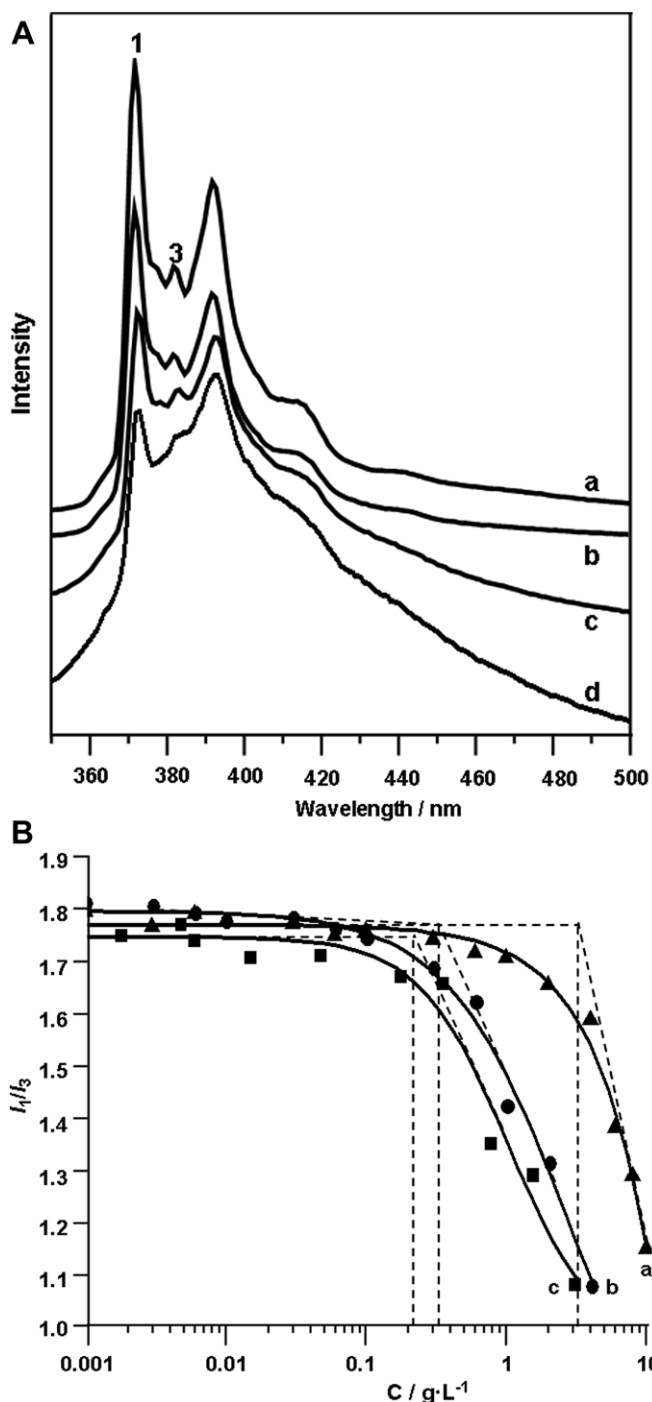 A
1
3
Intensity
a
b
c
d
360 380 400 420 440 460 480 500
Wavelength / nm
B
1.9
1.8
1.7
1.6
1.5
1.4
1.3
1.2
1.1
1.0
I₁/I₃
a
c b
0.001 0.01 0.1 1 10
C / g·L⁻¹